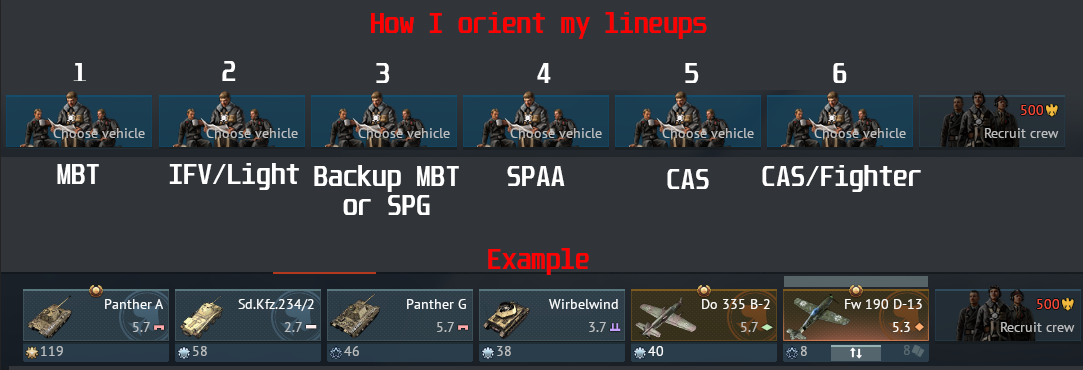 How I orient my lineups
1 2 3 4 5 6
Choose vehicle Choose vehicle Choose vehicle Choose vehicle Choose vehicle Choose vehicle 500
Recruit crew
MBT IFV/Light Backup MBT SPAA CAS CAS/Fighter
or SPG
Example
Panther A Sd.Kfz.234/2 Panther G Wirbelwind Do 335 B-2 Fw 190 D-13 500
5.7 2.7 5.7 3.7 5.7 5.3 Recruit crew
119 58 46 38 40 8 8